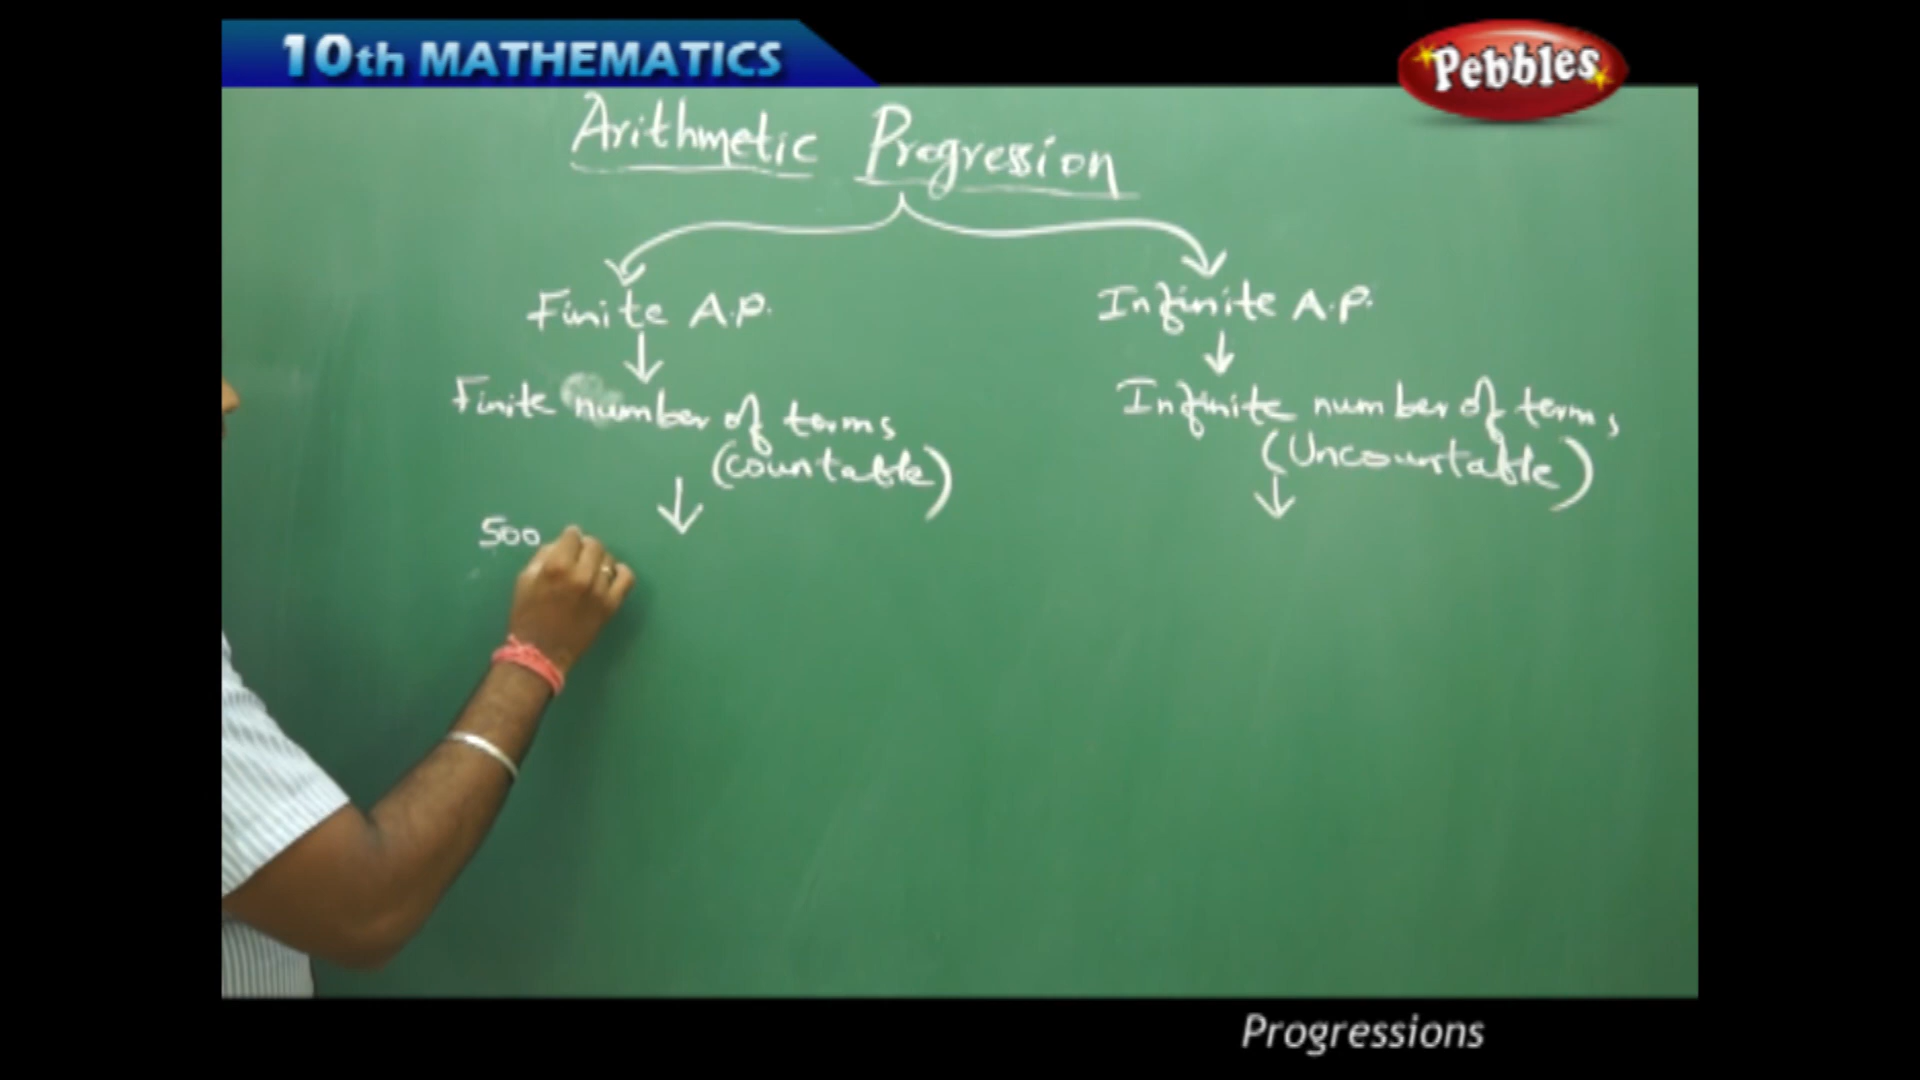 10th MATHEMATICS
Pebbles
Arithmetic Progression
Finite A.P.
Infinite A.P.
Finite number of terms
(countable)
Infinite number of terms
(Uncountable)
500
Progressions